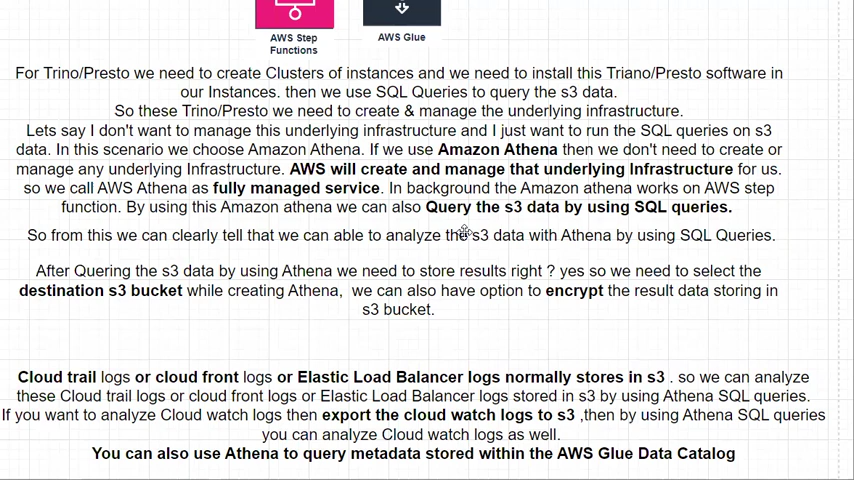 AWS Step
Functions
AWS Glue
For Trino/Presto we need to create Clusters of instances and we need to install this Triano/Presto software in
our Instances. then we use SQL Queries to query the s3 data.
So these Trino/Presto we need to create & manage the underlying infrastructure.
Lets say I don't want to manage this underlying infrastructure and I just want to run the SQL queries on s3
data. In this scenario we choose Amazon Athena. If we use Amazon Athena then we don't need to create or
manage any underlying Infrastructure. AWS will create and manage that underlying Infrastructure for us.
so we call AWS Athena as fully managed service. In background the Amazon athena works on AWS step
function. By using this Amazon athena we can also Query the s3 data by using SQL queries.
So from this we can clearly tell that we can able to analyze the s3 data with Athena by using SQL Queries.
After Quering the s3 data by using Athena we need to store results right ? yes so we need to select the
destination s3 bucket while creating Athena, we can also have option to encrypt the result data storing in
s3 bucket.
Cloud trail logs or cloud front logs or Elastic Load Balancer logs normally stores in s3 . so we can analyze
these Cloud trail logs or cloud front logs or Elastic Load Balancer logs stored in s3 by using Athena SQL queries.
If you want to analyze Cloud watch logs then export the cloud watch logs to s3 ,then by using Athena SQL queries
you can analyze Cloud watch logs as well.
You can also use Athena to query metadata stored within the AWS Glue Data Catalog